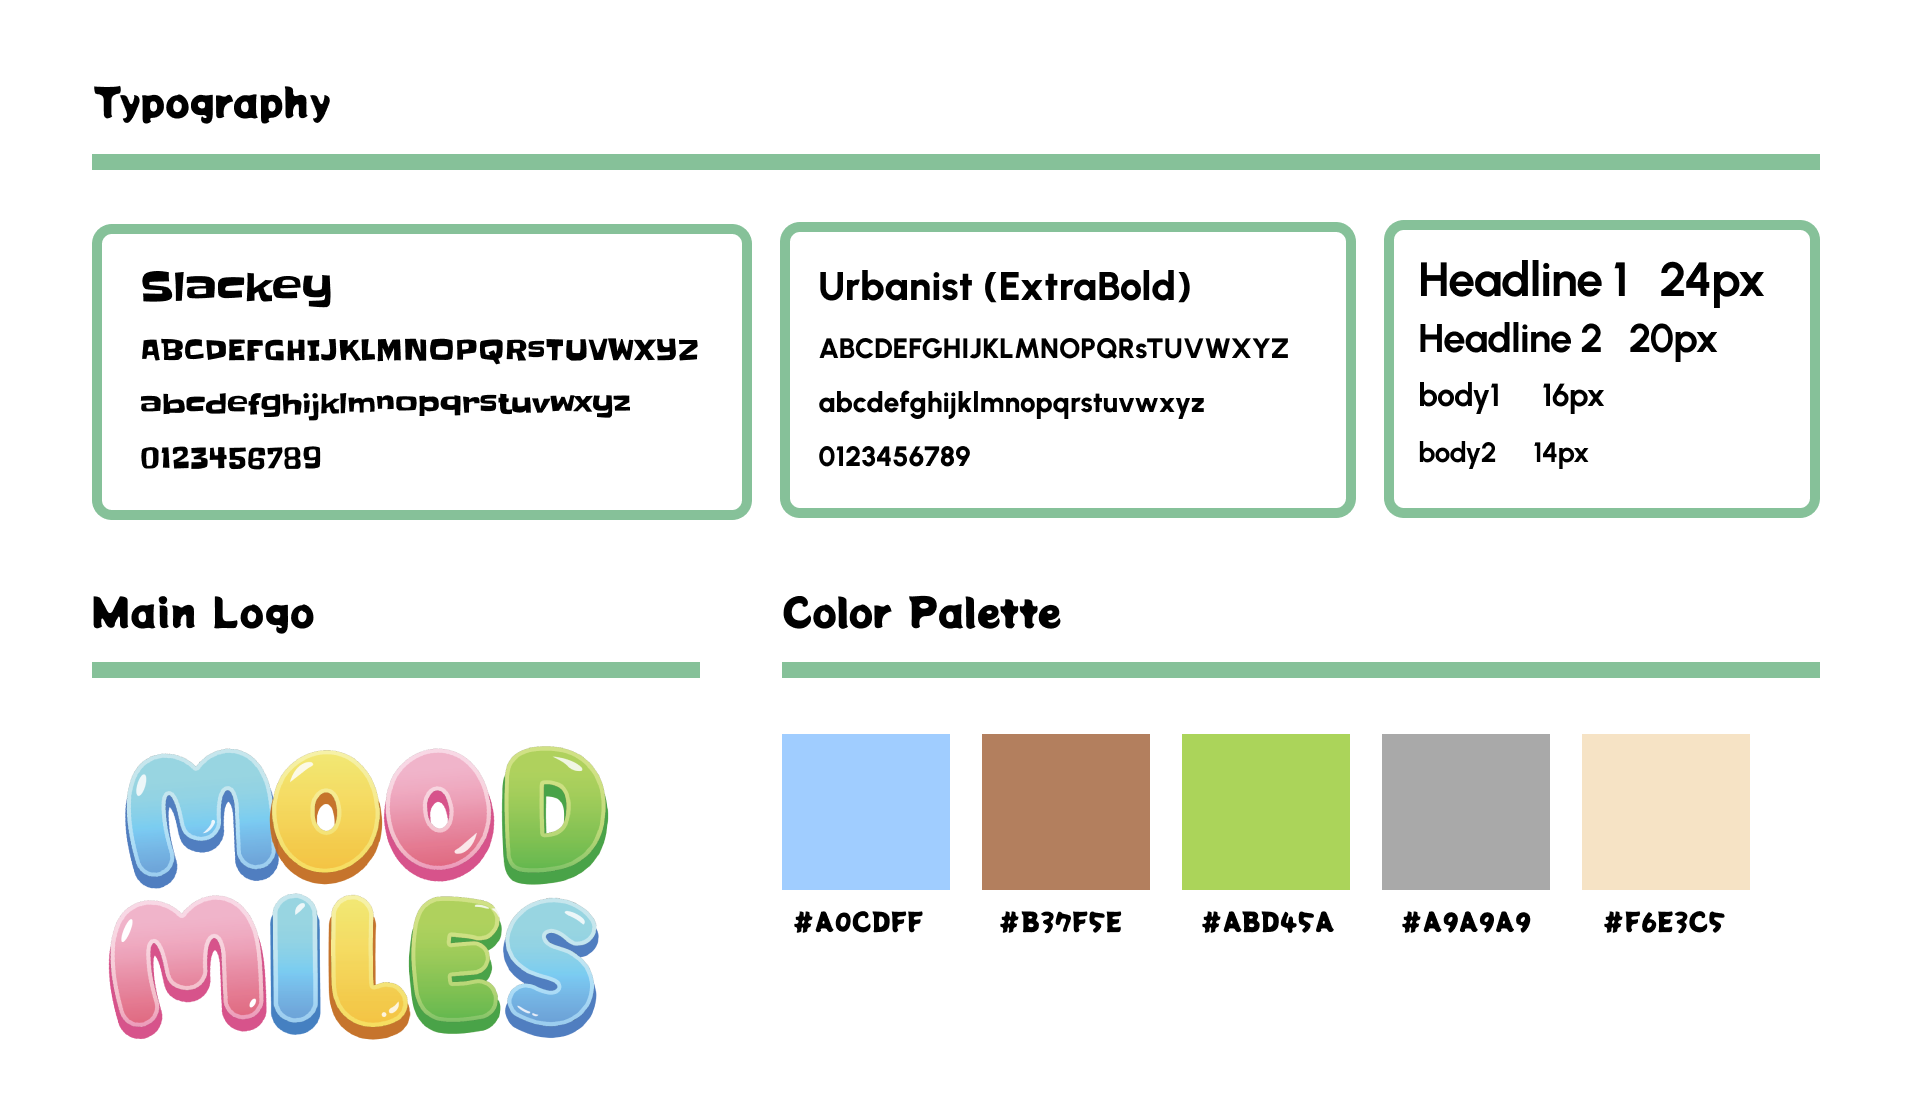 Typography
Slackey
ABCDEFGHIJKLMNOPQRsTUVWXYZ
abcdefghijklmnopqrstuvwxyz
0123456789
Urbanist (ExtraBold)
ABCDEFGHIJKLMNOPQRsTUVWXYZ
abcdefghijklmnopqrstuvwxyz
0123456789
Headline 1 24px
Headline 2 20px
body1 16px
body2 14px
Main Logo
MOOD
MILES
Color Palette
#A0CDFF #B37F5E #ABD45A #A9A9A9 #F6E3C5